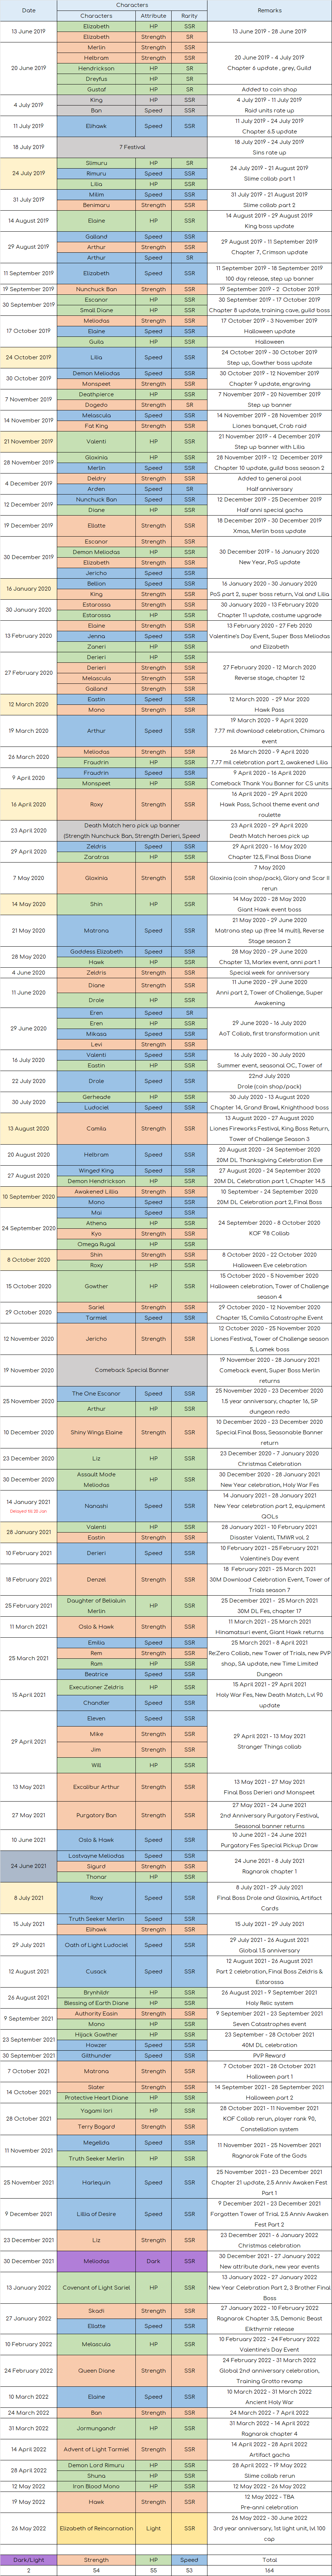 Date Characters Remarks
Characters Attribute Rarity
13 June 2019 Elizabeth HP SSR 13 June 2019 - 28 June 2019
Elizabeth Strength SR
20 June 2019 Merlin Strength SSR 20 June 2019 - 4 July 2019
Helbram Strength SSR Chapter 6 update , grey, Guild
Hendrickson HP SR
Dreyfus HP SR
Gustaf HP SR Added to coin shop
4 July 2019 King HP SSR 4 July 2019 - 11 July 2019
Ban Speed SSR Raid units rate up
11 July 2019 Elihawk Speed SSR 11 July 2019 - 24 July 2019
Chapter 6.5 update
18 July 2019 7 Festival 18 July 2019 - 24 July 2019
Sins rate up
24 July 2019 Slimuru HP SR 24 July 2019 - 21 August 2019
Rimuru Speed SSR Slime collab part 1
Lilia HP SSR
31 July 2019 Milim Speed SSR 31 July 2019 - 21 August 2019
Benimaru Strength SSR Slime collab part 2
14 August 2019 Elaine HP SSR 14 August 2019 - 29 August 2019
King boss update
29 August 2019 Galland Speed SSR 29 August 2019 - 11 September 2019
Arthur Strength SSR Chapter 7, Crimson update
Arthur Speed SR
11 September 2019 Elizabeth Speed SSR 11 September 2019 - 18 September 2019
100 day release, step up banner
19 September 2019 Nunchuck Ban Strength SSR 19 September 2019 - 2 October 2019
30 September 2019 Escanor HP SSR 30 September 2019 - 17 October 2019
Small Diane HP SSR Chapter 8 update, training cave, guild boss
17 October 2019 Meliodas Strength SSR 17 October 2019 - 3 November 2019
Elaine Speed SSR Halloween update
Guila HP SSR Halloween
24 October 2019 Lilia Speed SSR 24 October 2019 - 30 October 2019
Step up, Gowther boss update
30 October 2019 Demon Meliodas Speed SSR 30 October 2019 - 12 November 2019
Monspeet Strength SSR Chapter 9 update, engraving
7 November 2019 Deathpierce HP SSR 7 November 2019 - 20 November 2019
Dogedo Strength SR Step up banner
14 November 2019 Melascula Speed SSR 14 November 2019 - 28 November 2019
Fat King Strength SSR Liones banquet, Crab raid
21 November 2019 Valenti HP SSR 21 November 2019 - 4 December 2019
Step up banner with Lilia
28 November 2019 Gloxinia HP SSR 28 November 2019 - 12 December 2019
Merlin Speed SSR Chapter 10 update, guild boss season 2
4 December 2019 Deldry Strength SSR Added to general pool
Arden Speed SR Half anniversary
12 December 2019 Nunchuck Ban Speed SSR 12 December 2019 - 25 December 2019
Diane HP SSR Half anni special gacha
19 December 2019 Ellatte Strength SSR 18 December 2019 - 30 December 2019
Xmas, Merlin boss update
30 December 2019 Escanor Strength SSR 30 December 2019 - 16 January 2020
Demon Meliodas HP SSR New Year, PoS update
Elizabeth Strength SSR
Jericho Speed SSR
16 January 2020 Bellion Speed SSR 16 January 2020 - 30 January 2020
King Strength SSR PoS part 2, super boss return, Val and Lilia
30 January 2020 Estarossa Strength SSR 30 January 2020 - 13 February 2020
Estarossa HP SSR Chapter 11 update, costume upgrade
13 February 2020 Elaine Strength SSR 13 February 2020 - 27 Feb 2020
Jenna Speed SSR Valentine's Day Event, Super Boss Meliodas
Zaneri HP SSR and Elizabeth
27 February 2020 Derieri HP SSR 27 February 2020 - 12 March 2020
Derieri Strength SSR Reverse stage, chapter 12
Melascula Strength SSR
Galland Strength SSR
12 March 2020 Eastin Speed SSR 12 March 2020 - 29 Mar 2020
Mono Strength SSR Hawk Pass
19 March 2020 Arthur Speed SSR 19 March 2020 - 9 April 2020
7.77 mil download celebration, Chimara
event
26 March 2020 Meliodas Strength SSR 26 March 2020 - 9 April 2020
Fraudrin HP SSR 7.77 mil celebration part 2, awakened Lilia
9 April 2020 Fraudrin Speed SSR 9 April 2020 - 16 April 2020
Monspeet HP SSR Comeback Thank You Banner for CS units
16 April 2020 Roxy Strength SSR 16 April 2020 - 29 April 2020
Hawk Pass, School theme event and
roulette
23 April 2020 Death Match hero pick up banner 23 April 2020 - 29 April 2020
(Strength Nunchuck Ban, Strength Derieri, Speed Death Match heroes pick up
29 April 2020 Zeldris Speed SSR 29 April 2020 - 16 May 2020
Zaratras HP SSR Chapter 12.5, Final Boss Diane
7 May 2020 Gloxinia Strength SSR 7 May 2020
Gloxinia (coin shop/pack), Glory and Scar II
rerun
14 May 2020 Shin HP SSR 14 May 2020 - 28 May 2020
Giant Hawk event boss
21 May 2020 Matrona Speed SSR 21 May 2020 - 29 June 2020
Matrona step up (free 14 multi), Reverse
Stage season 2
28 May 2020 Goddess Elizabeth Speed SSR 28 May 2020 - 29 June 2020
Hawk HP SSR Chapter 13, Marlex event, anni part 1
4 June 2020 Zeldris Strength SSR Special week for anniversary
11 June 2020 Diane Strength SSR 11 June 2020 - 29 June 2020
Drole HP SSR Anni part 2, Tower of Challenge, Super
Awakening
29 June 2020 Eren Speed SR 29 June 2020 - 16 July 2020
Eren HP SSR AoT Collab, first transformation unit
Mikasa Speed SSR
Levi Strength SSR
16 July 2020 Valenti Speed SSR 16 July 2020 - 30 July 2020
Eastin HP SSR Summer event, seasonal OC, Tower of
22 July 2020 Drole Speed SSR 22nd July 2020
Drole (coin shop/pack)
30 July 2020 Gerheade HP SSR 30 July 2020 - 13 August 2020
Ludociel Speed SSR Chapter 14, Grand Brawl, Knighthood boss
13 August 2020 Camila Strength SSR 13 August 2020 - 27 August 2020
Liones Fireworks Festival, King Boss Return,
Tower of Challenge Season 3
20 August 2020 Helbram Speed SSR 20 August 2020 - 24 September 2020
20M DL Thanksgiving Celebration Eve
27 August 2020 Winged King Speed SSR 27 August 2020 - 24 September 2020
Demon Hendrickson HP SSR 20M DL Celebration part 1, Chapter 14.5
10 September 2020 Awakened Lillia Strength SSR 10 September - 24 September 2020
Mono Speed SSR 20M DL Celebration part 2, Final Boss
24 September 2020 Mai Speed SSR 24 September 2020 - 8 October 2020
Athena HP SSR KOF '98 Collab
Kyo Strength SSR
Omega Rugal HP SSR
8 October 2020 Shin Strength SSR 8 October 2020 - 22 October 2020
Roxy HP SSR Halloween Eve celebration
15 October 2020 Gowther HP SSR 15 October 2020 - 5 November 2020
Halloween celebration, Tower of Challenge
season 4
29 October 2020 Sariel Strength SSR 29 October 2020 - 12 November 2020
Tarmiel Speed SSR Chapter 15, Camila Catastrophe Event
12 November 2020 Jericho Strength SSR 12 October 2020 - 25 November 2020
Liones Festival, Tower of Challenge season
5, Lamek boss
19 November 2020 Comeback Special Banner 19 November 2020 - 28 January 2021
Comeback event, Super Boss Merlin
returns
25 November 2020 The One Escanor Speed SSR 25 November 2020 - 23 December 2020
Arthur HP SSR 1.5 year anniversary, chapter 16, SP
dungeon redo
10 December 2020 Shiny Wings Elaine Strength SSR 10 December 2020 - 23 December 2020
Special Final Boss, Seasonable Banner
return
23 December 2020 Liz HP SSR 23 December 2020 - 7 January 2020
Christmas Celebration
30 December 2020 Assault Mode Meliodas HP SSR 30 December 2020 - 28 January 2021
New Year celebration, Holy War Fes
14 January 2021 Nanashi Speed SSR 14 January 2021 - 28 January 2021
Delayed till 20 Jan New Year celebration part 2, equipment
QOLs
28 January 2021 Valenti HP SSR 28 January 2021 - 10 February 2021
Eastin Strength SSR Disaster Valenti, TMWR vol. 2
10 February 2021 Derieri Speed SSR 10 February 2021 - 25 February 2021
Valentine's Day event
18 February 2021 Denzel Strength SSR 18 February 2021 - 25 March 2021
30M Download Celebration Event, Tower of
Trials season 7
25 February 2021 Daughter of Belialuin Merlin HP SSR 25 December 2021 - 25 March 2021
30M DL Fes, chapter 17
11 March 2021 Oslo & Hawk Strength SSR 11 March 2021 - 25 March 2021
Hinamatsuri event, Giant Hawk returns
25 March 2021 Emilia Speed SSR 25 March 2021 - 8 April 2021
Rem Strength SSR Re:Zero Collab, new Tower of Trials, new PVP
Ram HP SSR shop, SA update, new Time Limited
Beatrice Speed SSR Dungeon
15 April 2021 Executioner Zeldris HP SSR 15 April 2021 - 29 April 2021
Chandler Speed SSR Holy War Fes, New Death Match, Lvl 90
update
29 April 2021 Eleven Speed SSR 29 April 2021 - 13 May 2021
Mike Strength SSR Stranger Things collab
Jim Strength SSR
Will HP SSR
13 May 2021 Excalibur Arthur Strength SSR 13 May 2021 - 27 May 2021
Final Boss Derieri and Monspeet
27 May 2021 Purgatory Ban Strength SSR 27 May 2021 - 24 June 2021
2nd Anniversary Purgatory Festival,
Seasonal banner returns
10 June 2021 Oslo & Hawk Speed SSR 10 June 2021 - 24 June 2021
Purgatory Fes Special Pickup Draw
24 June 2021 Lostvayne Meliodas Speed SSR 24 June 2021 - 8 July 2021
Sigurd Strength SSR Ragnarok chapter 1
Thonar HP SSR
8 July 2021 Roxy Speed SSR 8 July 2021 - 29 July 2021
Final Boss Drole and Gloxinia, Artifact
Cards
15 July 2021 Truth Seeker Merlin Speed SSR 15 July 2021 - 29 July 2021
Elihawk Strength SSR
29 July 2021 Oath of Light Ludociel Speed SSR 29 July 2021 - 26 August 2021
Global 1.5 anniversary
12 August 2021 Cusack Speed SSR 12 August 2021 - 26 August 2021
Part 2 celebration, Final Boss Zeldris &
Estarossa
26 August 2021 Brynhildr HP SSR 26 August 2021 - 9 September 2021
Blessing of Earth Diane HP SSR Holy Relic system
9 September 2021 Authority Easin Strength SSR 9 September 2021 - 23 September 2021
Mono HP SSR Seven Catastrophes event
23 September 2021 Hijack Gowther HP SSR 23 September - 28 October 2021
Howzer Speed SSR 40M DL celebration
30 September 2021 Gilthunder Speed SSR PVP Reward
7 October 2021 Matrona Strength SSR 7 October 2021 - 28 October 2021
Halloween part 1
14 October 2021 Slater Strength SSR 14 September 2021 - 28 September 2021
Protective Heart Diane HP SSR Halloween part 2
28 October 2021 Yagami Iori HP SSR 28 October 2021 - 11 November 2021
Terry Bogard Strength SSR KOF Collab rerun, player rank 90,
Constellation system
11 November 2021 Megellda Speed SSR 11 November 2021 - 25 November 2021
Truth Seeker Merlin HP SSR Ragnarok Fate of the Gods
25 November 2021 Harlequin Speed SSR 25 November 2021 - 23 December 2021
Chapter 21 update, 2.5 Anniv Awaken Fest
Part 1
9 December 2021 Lillia of Desire Speed SSR 9 December 2021 - 23 December 2021
Forgotten Tower of Trial, 2.5 Anniv Awaken
Fest Part 2
23 December 2021 Liz Strength SSR 23 December 2021 - 6 January 2022
Christmas celebration
30 December 2021 Meliodas Dark SSR 30 December 2021 - 27 January 2022
New attribute dark, new year events
13 January 2022 Covenant of Light Sariel HP SSR 13 January 2022 - 27 January 2022
New Year Celebration Part 2, 3 Brother Final
Boss
27 January 2022 Skadi Strength SSR 27 January 2022 - 10 February 2022
Ellatte Speed SSR Ragnarok Chapter 3.5, Demonic Beast
Eikthyrnir release
10 February 2022 Melascula HP SSR 10 February 2022 - 24 February 2022
Valentine's Day Event
24 February 2022 Queen Diane Strength SSR 24 February 2022 - 31 March 2022
Global 2nd anniversary celebration,
Training Grotto revamp
10 March 2022 Elaine Speed SSR 10 March 2022 - 31 March 2022
Ancient Holy War
24 March 2022 Ban Strength SSR 24 March 2022 - 7 April 2022
31 March 2022 Jormungandr HP SSR 31 March 2022 - 14 April 2022
Ragnarok chapter 4
14 April 2022 Advent of Light Tarmiel Strength SSR 14 April 2022 - 28 April 2022
Artifact gacha
28 April 2022 Demon Lord Rimuru HP SSR 28 April 2022 - 19 May 2022
Shuna HP SSR Slime collab rerun
12 May 2022 Iron Blood Mono HP SSR 12 May 2022 - 26 May 2022
19 May 2022 Hawk Strength SSR 12 May 2022 - TBA
Pre-anni celebration
26 May 2022 Elizabeth of Reincarnation Light SSR 26 May 2022 - 30 June 2022
3rd year anniversary, 1st light unit, lvl 100
cap
Dark/Light Strength HP Speed Total
2 54 55 53 164